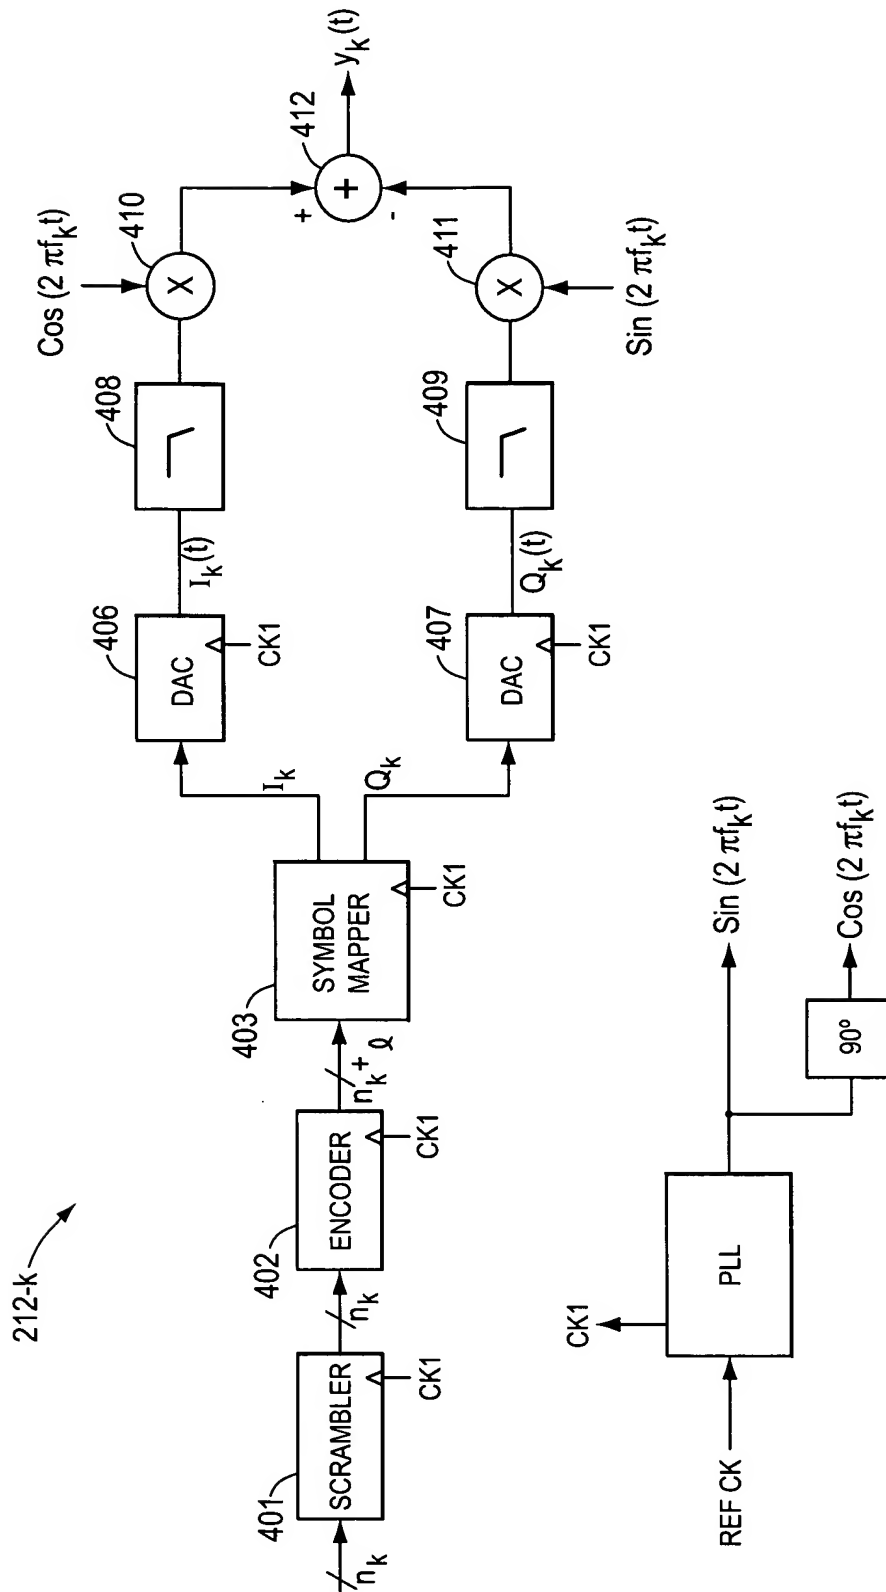 212-k
n_k
401
SCRAMBLER
CK1
n_k
402
ENCODER
CK1
n_k + ℓ
403
SYMBOL
MAPPER
CK1
I_k
Q_k
406
DAC
CK1
I_k(t)
408
Cos (2 πf_k t)
410
X
407
DAC
CK1
Q_k(t)
409
Sin (2 πf_k t)
411
X
+
-
+
412
y_k(t)
REF CK
PLL
CK1
Sin (2 πf_k t)
90º
Cos (2 πf_k t)